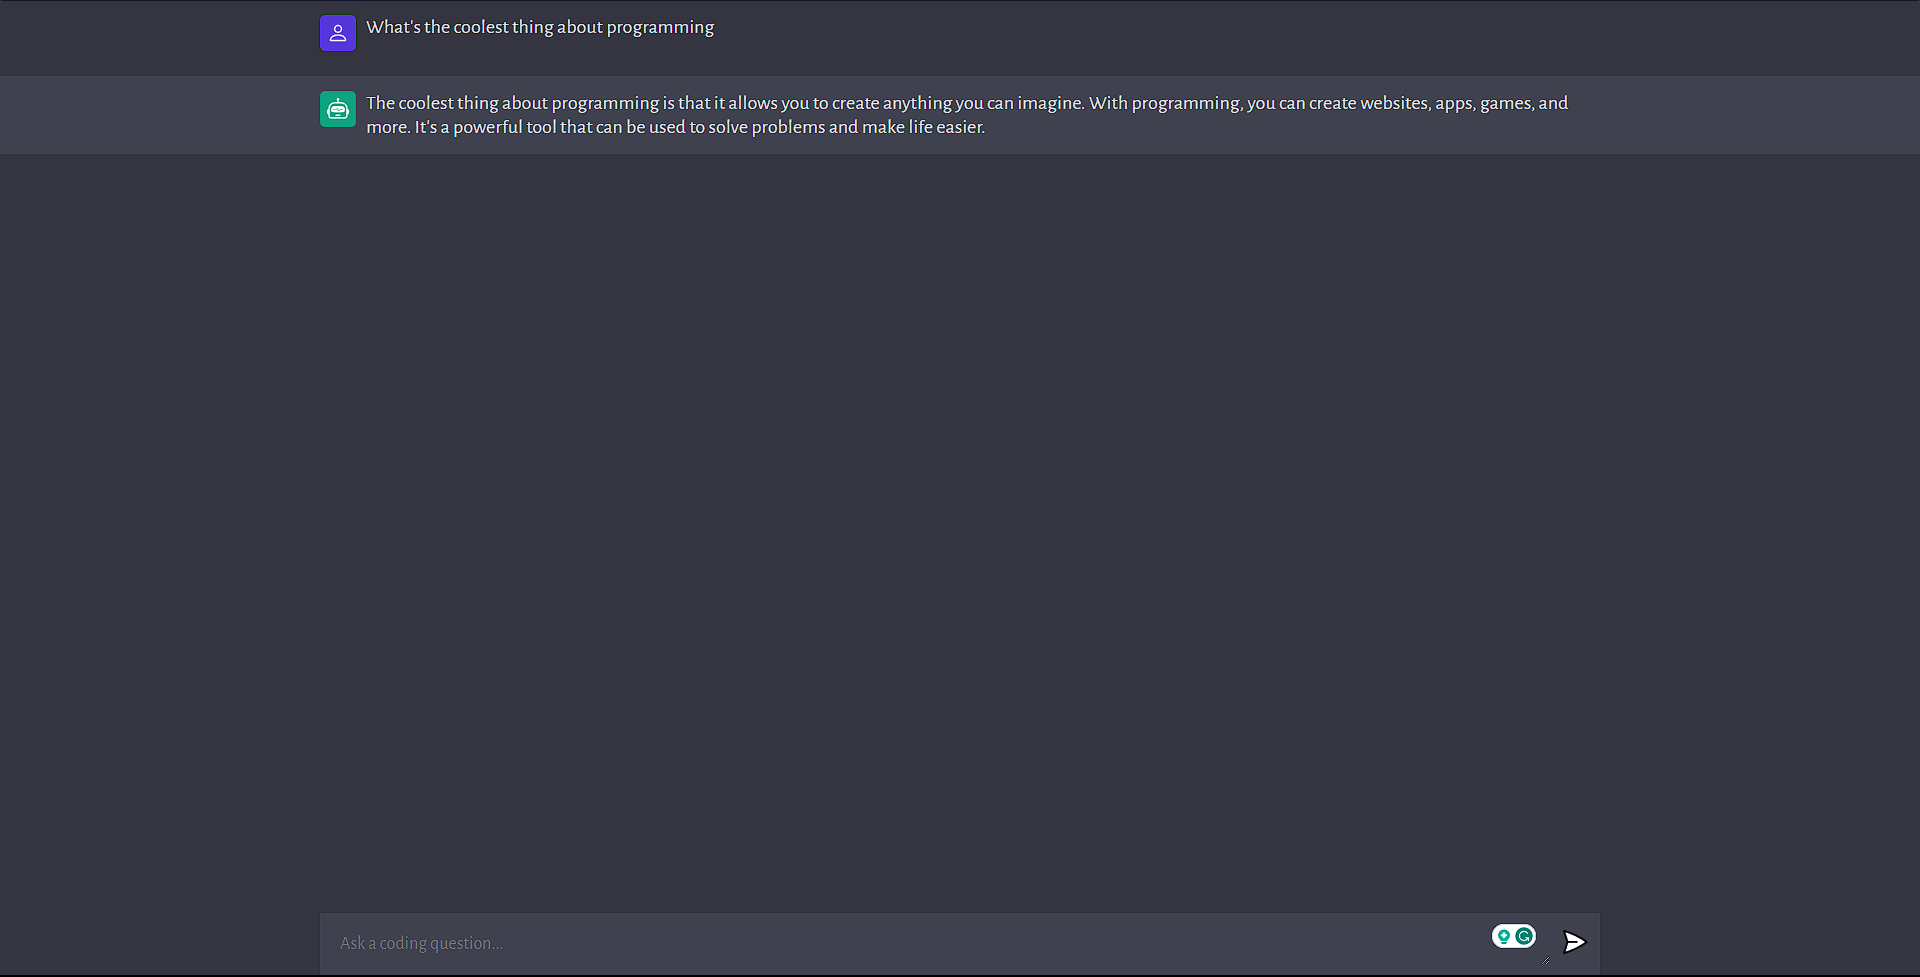 What's the coolest thing about programming
The coolest thing about programming is that it allows you to create anything you can imagine. With programming, you can create websites, apps, games, and
more. It's a powerful tool that can be used to solve problems and make life easier.
Ask a coding question...